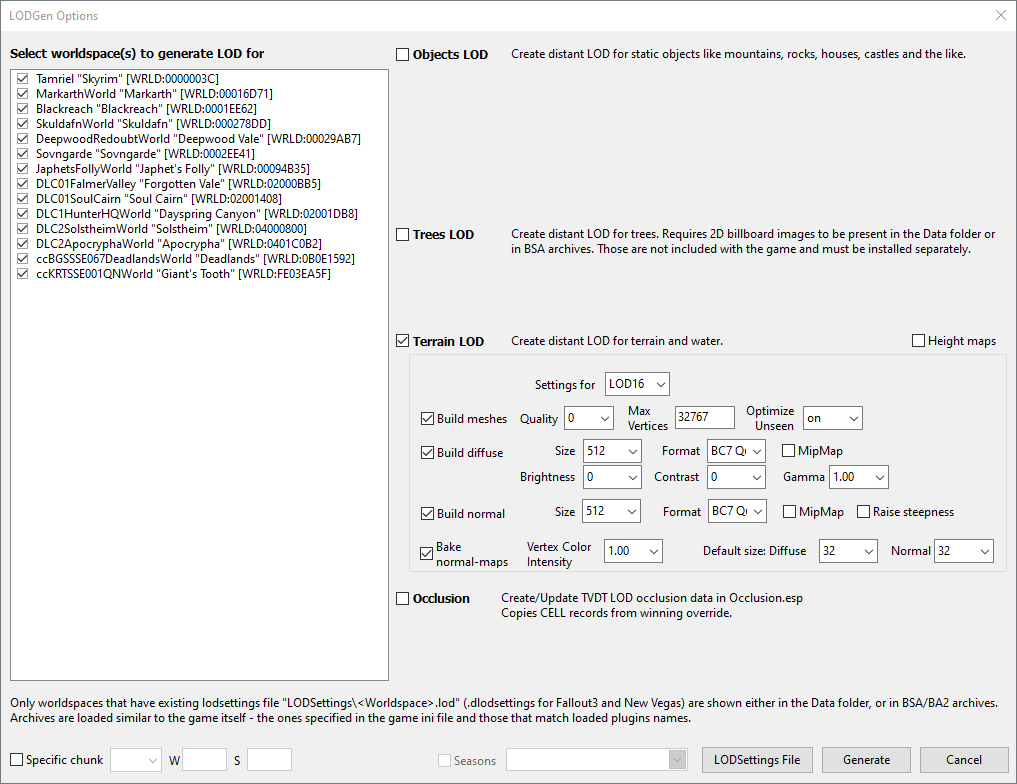 LODGen Options
Select worldspace(s) to generate LOD for
Tamriel "Skyrim" [WRLD:0000003C]
MarkarthWorld "Markarth" [WRLD:00016D71]
Blackreach "Blackreach" [WRLD:0001EE62]
SkuldafnWorld "Skuldafn" [WRLD:000278DD]
DeepwoodRedoubtWorld "Deepwood Vale" [WRLD:00029AB7]
Sovngarde "Sovngarde" [WRLD:0002EE41]
JaphetsFollyWorld "Japhet's Folly" [WRLD:00094B35]
DLC01FalmerValley "Forgotten Vale" [WRLD:02000BB5]
DLC01SoulCairn "Soul Cairn" [WRLD:02001408]
DLC1HunterHQWorld "Dayspring Canyon" [WRLD:02001DB8]
DLC2SolstheimWorld "Solstheim" [WRLD:04000800]
DLC2ApocryphaWorld "Apocrypha" [WRLD:0401C0B2]
ccBGSSSE067DeadlandsWorld "Deadlands" [WRLD:0B0E1592]
ccKRTSSE001QNWorld "Giant's Tooth" [WRLD:FE03EA5F]
Objects LOD Create distant LOD for static objects like mountains, rocks, houses, castles and the like.
Trees LOD Create distant LOD for trees. Requires 2D billboard images to be present in the Data folder or
in BSA archives. Those are not included with the game and must be installed separately.
Terrain LOD Create distant LOD for terrain and water. Height maps
Settings for LOD16
Build meshes Quality 0 Max Vertices 32767 Optimize Unseen on
Build diffuse Size 512 Format BC7 Qu MipMap
Brightness 0 Contrast 0 Gamma 1.00
Build normal Size 512 Format BC7 Qu MipMap Raise steepness
Bake normal-maps Vertex Color Intensity 1.00 Default size: Diffuse 32 Normal 32
Occlusion Create/Update TVDT LOD occlusion data in Occlusion.esp
Copies CELL records from winning override.
Only worldspaces that have existing lodsettings file "LODSettings\<Worldspace>.lod" (.dlodsettings for Fallout3 and New Vegas) are shown either in the Data folder, or in BSA/BA2 archives.
Archives are loaded similar to the game itself - the ones specified in the game ini file and those that match loaded plugins names.
Specific chunk W S Seasons LODSettings File Generate Cancel